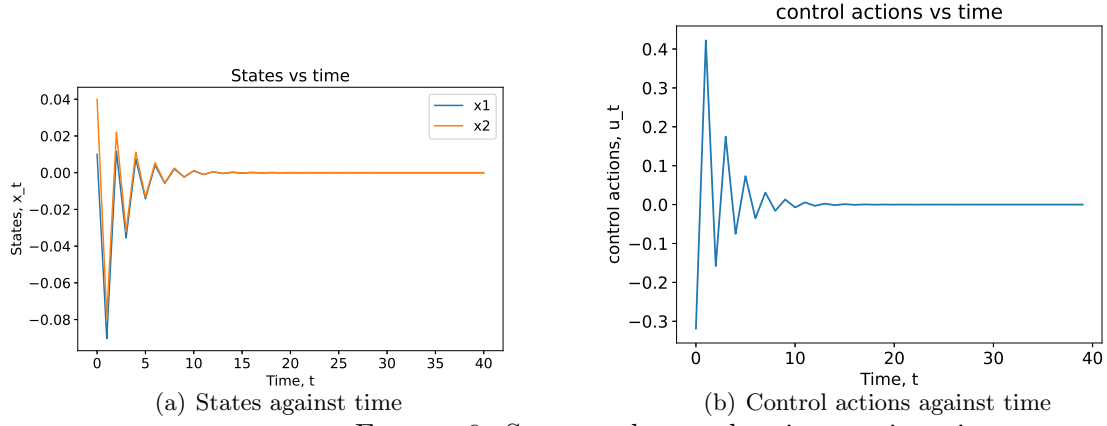 States vs time
0.04
0.02
0.00
−0.02
−0.04
−0.06
−0.08
States, x_t
x1
x2
0 5 10 15 20 25 30 35 40
Time, t
(a) States against time
control actions vs time
0.4
0.3
0.2
0.1
0.0
−0.1
−0.2
−0.3
control actions, u_t
0 10 20 30 40
Time, t
(b) Control actions against time